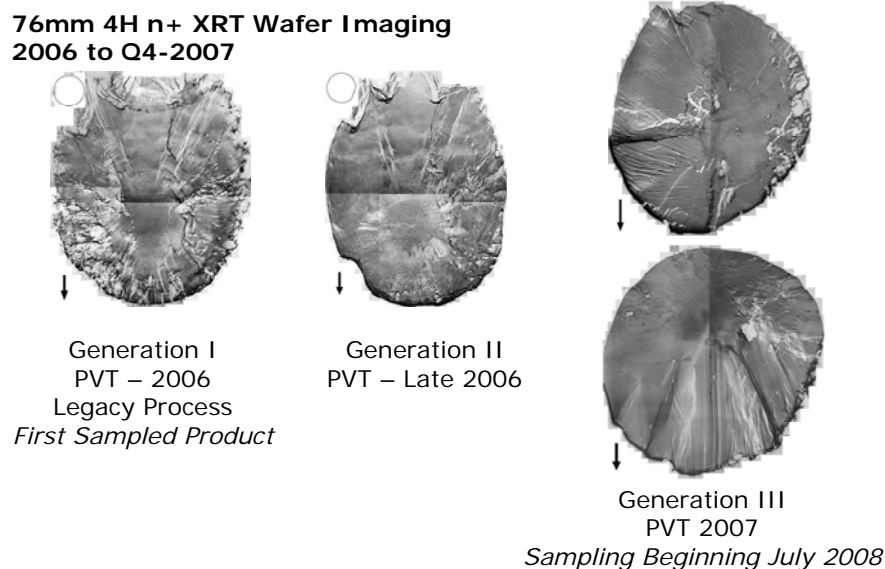 76mm 4H n+ XRT Wafer Imaging
2006 to Q4-2007
Generation I
PVT – 2006
Legacy Process
First Sampled Product
Generation II
PVT – Late 2006
Generation III
PVT 2007
Sampling Beginning July 2008